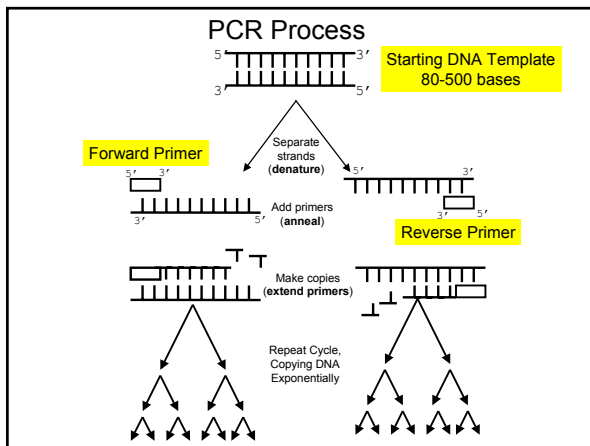 PCR Process
5’ 3’
3’ 5’
Starting DNA Template
80-500 bases
Separate
strands
(denature)
Forward Primer
5’ 3’
3’ 5’
5’ 3’
3’ 5’
Add primers
(anneal)
Reverse Primer
Make copies
(extend primers)
Repeat Cycle,
Copying DNA
Exponentially